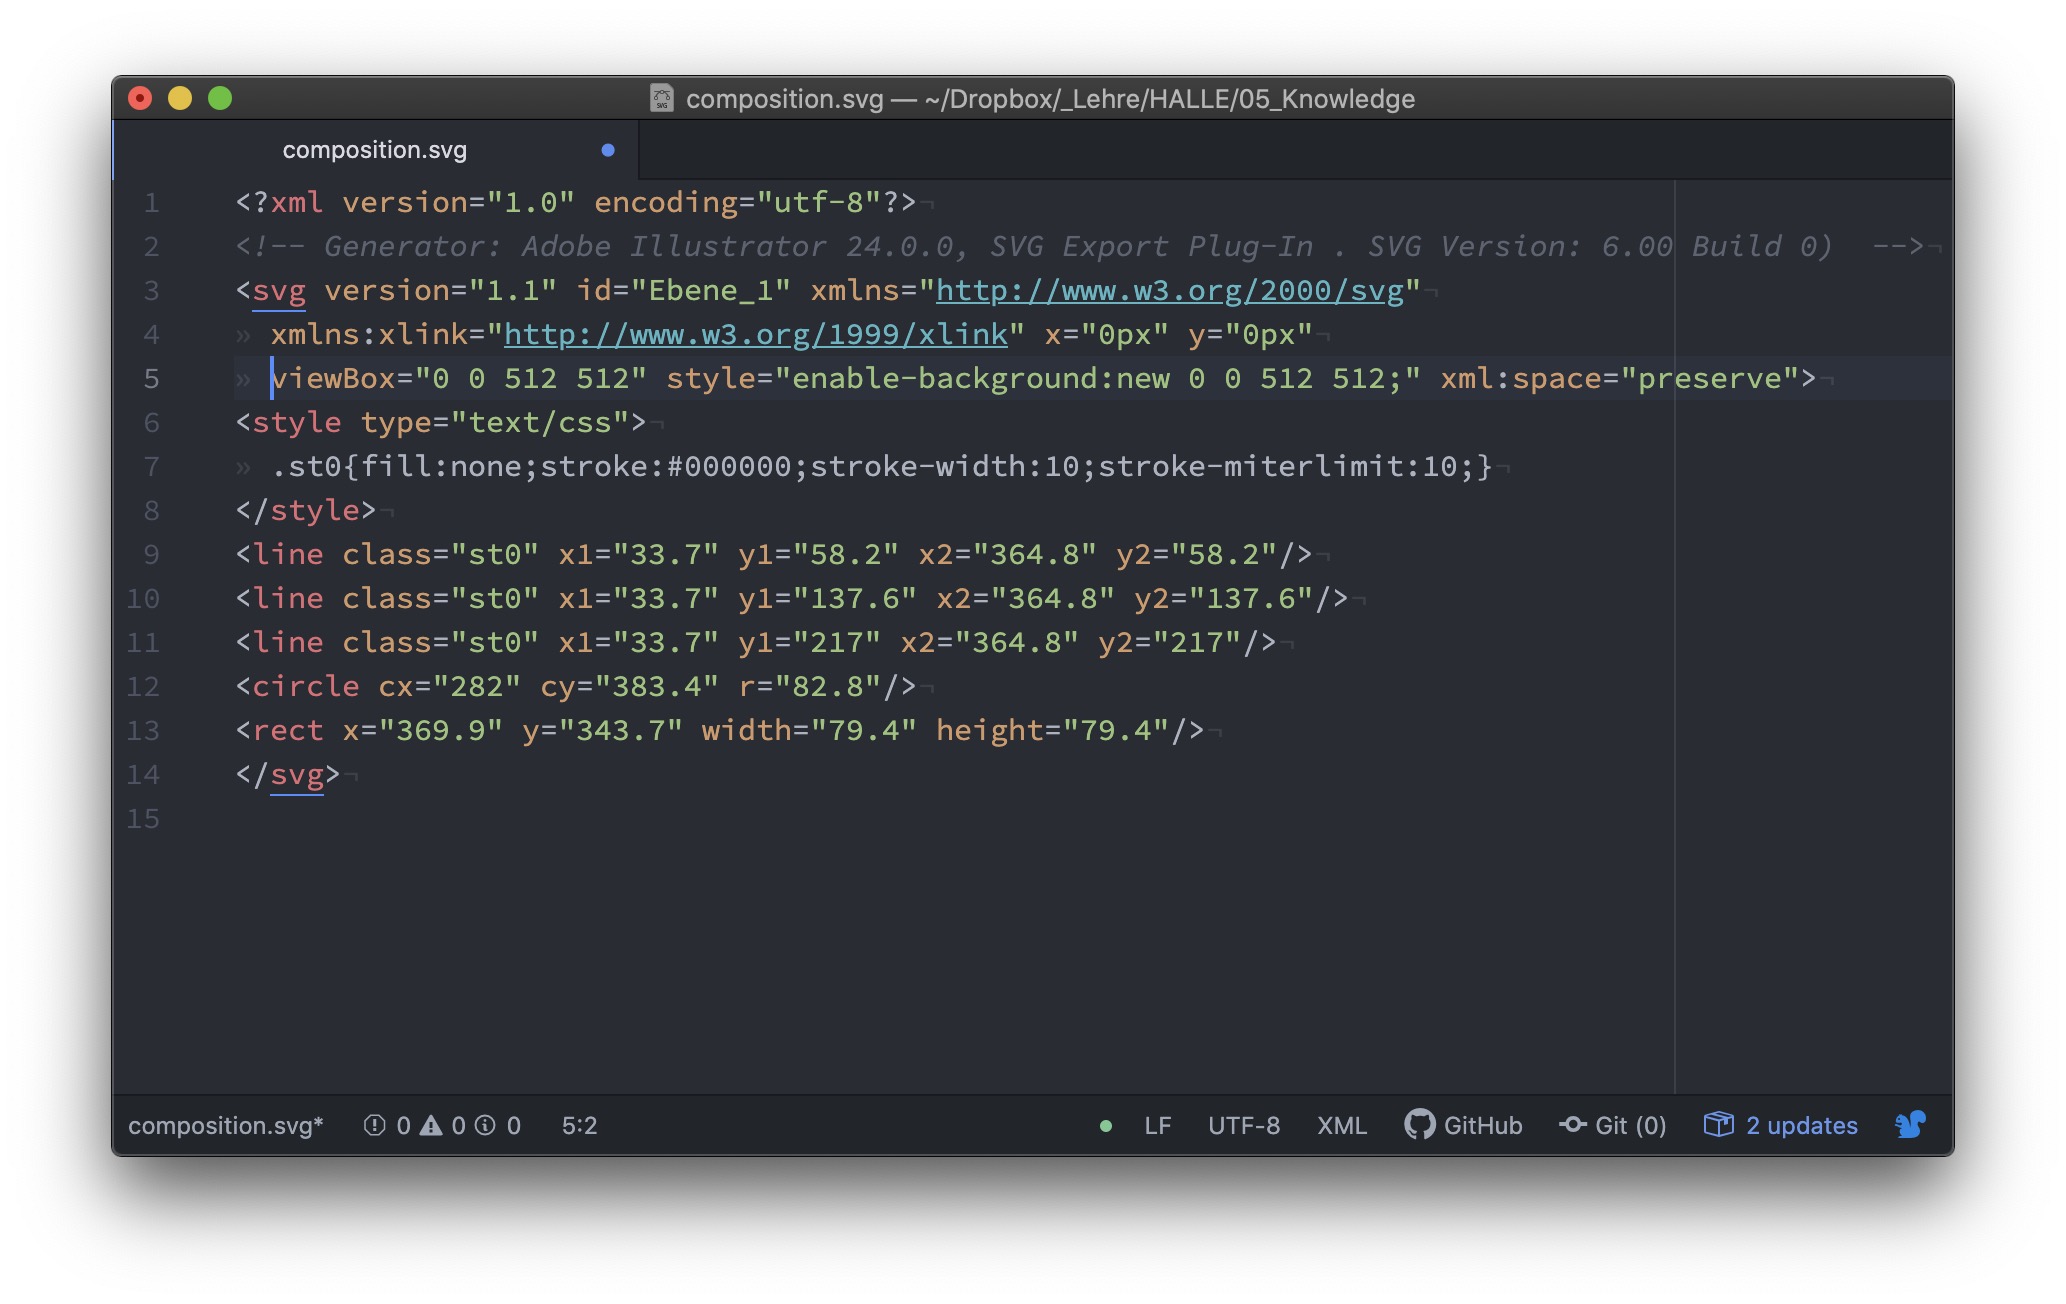 composition.svg — ~/Dropbox/_Lehre/HALLE/05_Knowledge
composition.svg
1 <?xml version="1.0" encoding="utf-8"?>¬
2 <!-- Generator: Adobe Illustrator 24.0.0, SVG Export Plug-In . SVG Version: 6.00 Build 0)  -->¬
3 <svg version="1.1" id="Ebene_1" xmlns="http://www.w3.org/2000/svg"¬
4 » xmlns:xlink="http://www.w3.org/1999/xlink" x="0px" y="0px"¬
5 » viewBox="0 0 512 512" style="enable-background:new 0 0 512 512;" xml:space="preserve">¬
6 <style type="text/css">¬
7 » .st0{fill:none;stroke:#000000;stroke-width:10;stroke-miterlimit:10;}¬
8 </style>¬
9 <line class="st0" x1="33.7" y1="58.2" x2="364.8" y2="58.2"/>¬
10 <line class="st0" x1="33.7" y1="137.6" x2="364.8" y2="137.6"/>¬
11 <line class="st0" x1="33.7" y1="217" x2="364.8" y2="217"/>¬
12 <circle cx="282" cy="383.4" r="82.8"/>¬
13 <rect x="369.9" y="343.7" width="79.4" height="79.4"/>¬
14 </svg>¬
15
composition.svg* 0 0 0 5:2 LF UTF-8 XML GitHub Git (0) 2 updates